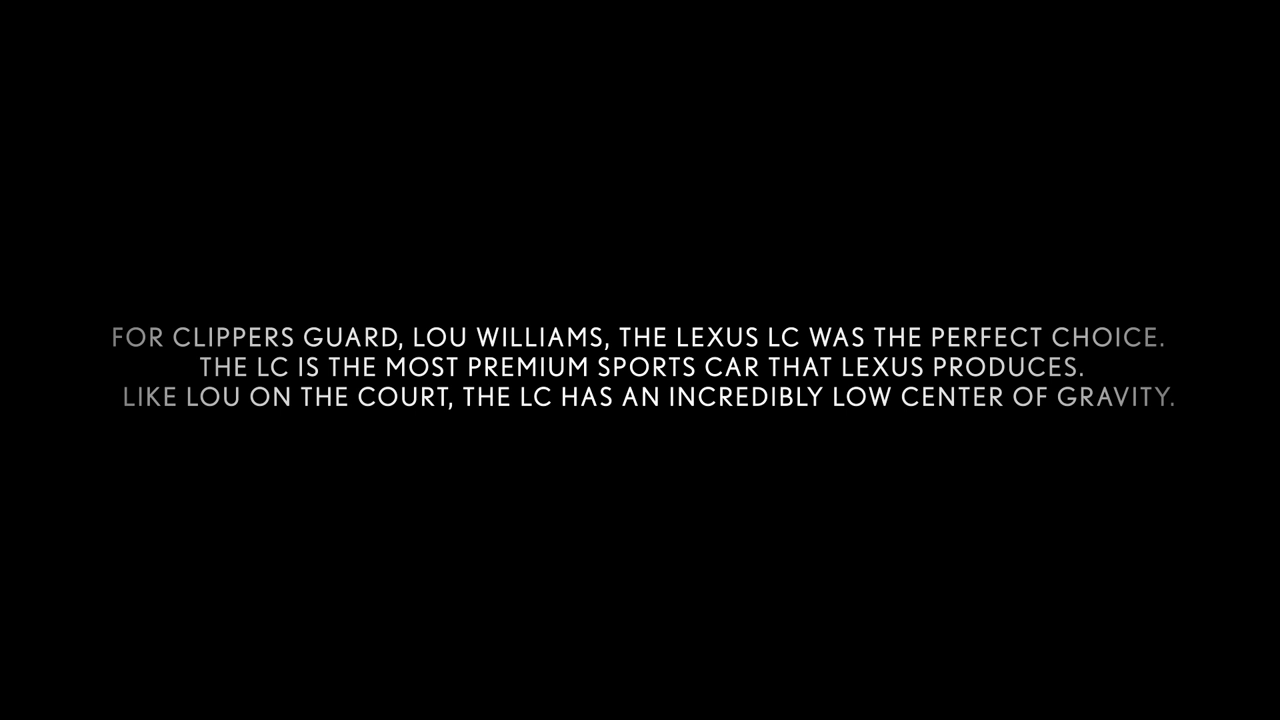 FOR CLIPPERS GUARD, LOU WILLIAMS, THE LEXUS LC WAS THE PERFECT CHOICE.
THE LC IS THE MOST PREMIUM SPORTS CAR THAT LEXUS PRODUCES.
LIKE LOU ON THE COURT, THE LC HAS AN INCREDIBLY LOW CENTER OF GRAVITY.